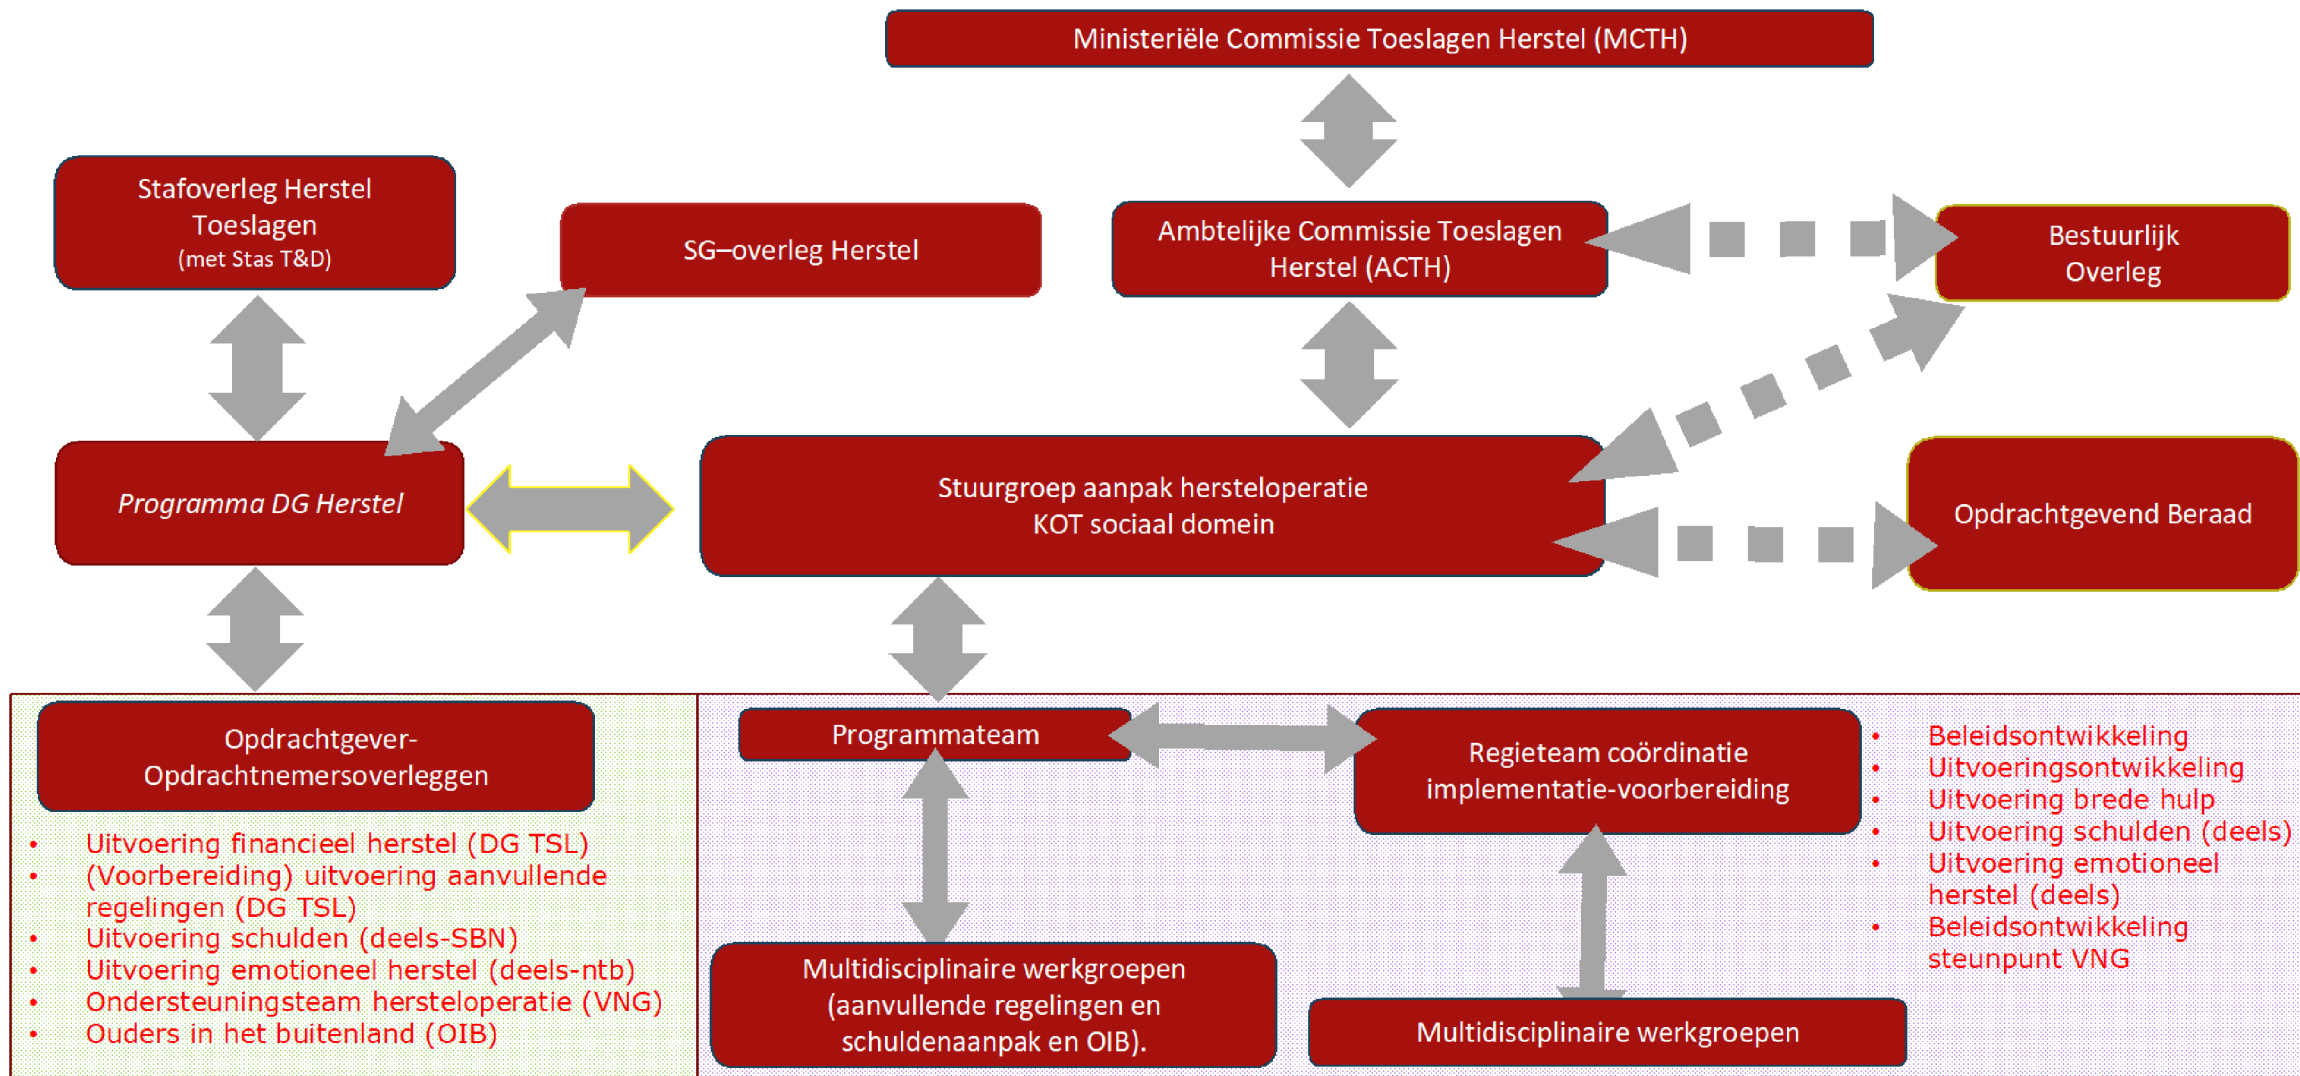 Ministeriële Commissie Toeslagen Herstel (MCTH)
Stafoverleg Herstel
Toeslagen
(met Stas T&D)
SG–overleg Herstel
Ambtelijke Commissie Toeslagen
Herstel (ACTH)
Bestuurlijk
Overleg
Programma DG Herstel
Stuurgroep aanpak hersteloperatie
KOT sociaal domein
Opdrachtgevend Beraad
Opdrachtgever-
Opdrachtnemersoverleggen
• Uitvoering financieel herstel (DG TSL)
• (Voorbereiding) uitvoering aanvullende
regelingen (DG TSL)
• Uitvoering schulden (deels-SBN)
• Uitvoering emotioneel herstel (deels-ntb)
• Ondersteuningsteam hersteloperatie (VNG)
• Ouders in het buitenland (OIB)
Programmateam
Regieteam coördinatie
implementatie-voorbereiding
• Beleidsontwikkeling
• Uitvoeringsontwikkeling
• Uitvoering brede hulp
• Uitvoering schulden (deels)
• Uitvoering emotioneel
herstel (deels)
• Beleidsontwikkeling
steunpunt VNG
Multidisciplinaire werkgroepen
(aanvullende regelingen en
schuldenaanpak en OIB).
Multidisciplinaire werkgroepen